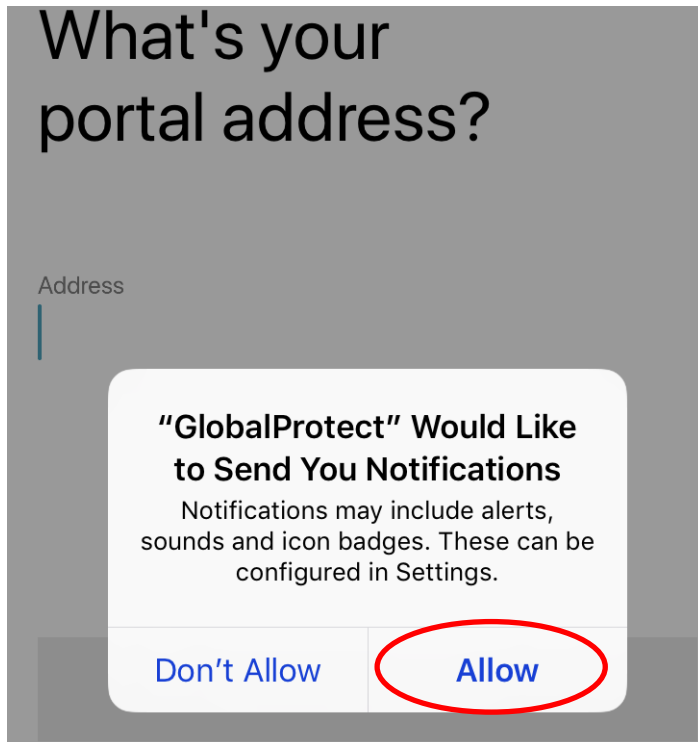 What's your
portal address?
Address
“GlobalProtect” Would Like
to Send You Notifications
Notifications may include alerts,
sounds and icon badges. These can be
configured in Settings.
Don’t Allow
Allow